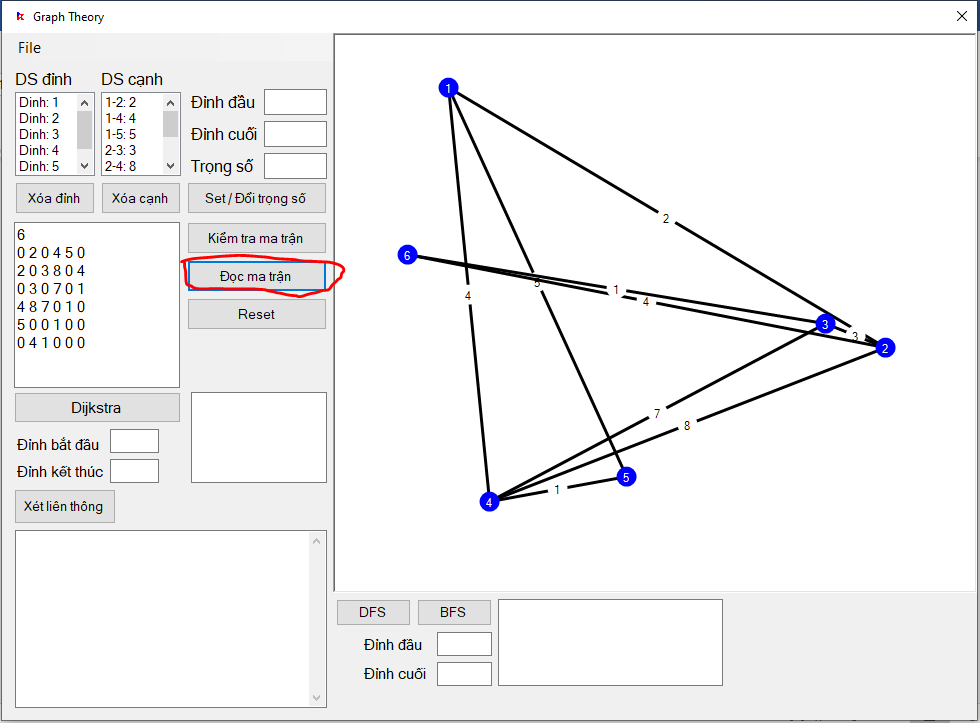 Graph Theory
File
DS đỉnh
DS cạnh
Dinh: 1
Dinh: 2
Dinh: 3
Dinh: 4
Dinh: 5
1-2: 2
1-4: 4
1-5: 5
2-3: 3
2-4: 8
Đỉnh đầu
Đỉnh cuối
Trọng số
Xóa đỉnh
Xóa cạnh
Set / Đổi trọng số
6
0 2 0 4 5 0
2 0 3 8 0 4
0 3 0 7 0 1
4 8 7 0 1 0
5 0 0 1 0 0
0 4 1 0 0 0
Kiểm tra ma trận
Đọc ma trận
Reset
Dijkstra
Đỉnh bắt đầu
Đỉnh kết thúc
Xét liên thông
1
2
6
5
1
4
4
3
3
2
7
8
5
1
4
DFS
BFS
Đỉnh đầu
Đỉnh cuối